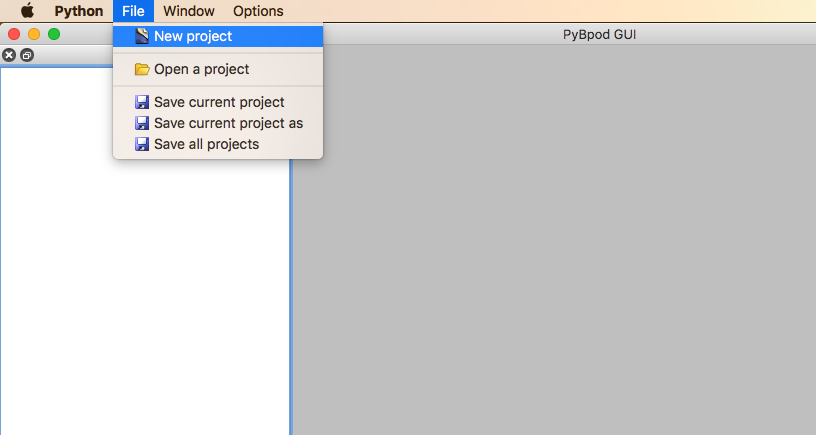 Python File Window Options
PyBpod GUI
New project
Open a project
Save current project
Save current project as
Save all projects